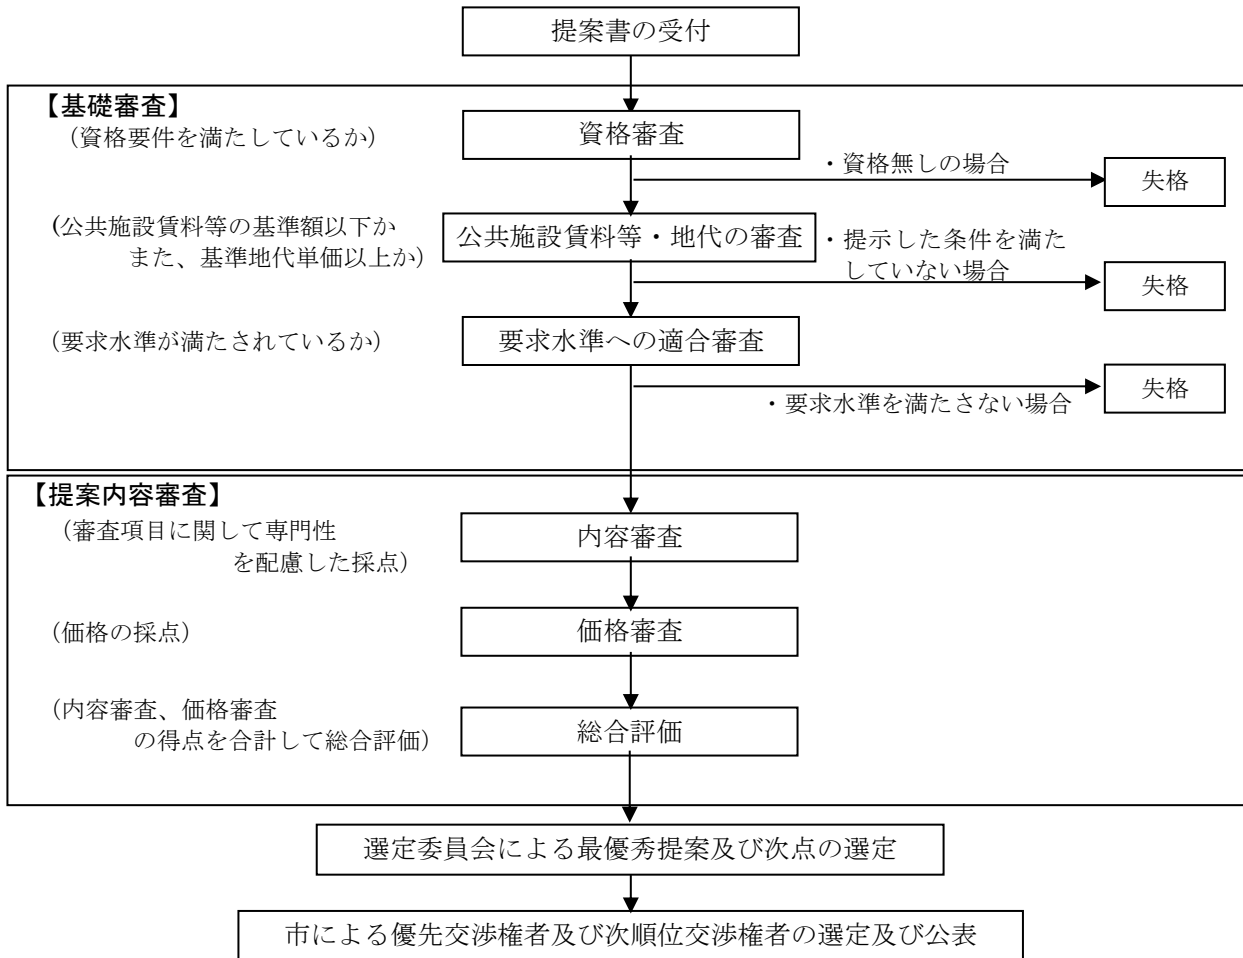 提案書の受付
【基礎審査】
（資格要件を満たしているか）
資格審査
・資格無しの場合
失格
（公共施設賃料等の基準額以下か
また、基準地代単価以上か）
公共施設賃料等・地代の審査
・提示した条件を満た
していない場合
失格
（要求水準が満たされているか）
要求水準への適合審査
失格
・要求水準を満たさない場合
【提案内容審査】
（審査項目に関して専門性
を配慮した採点）
内容審査
（価格の採点）
価格審査
（内容審査、価格審査
の得点を合計して総合評価）
総合評価
選定委員会による最優秀提案及び次点の選定
市による優先交渉権者及び次順位交渉権者の選定及び公表